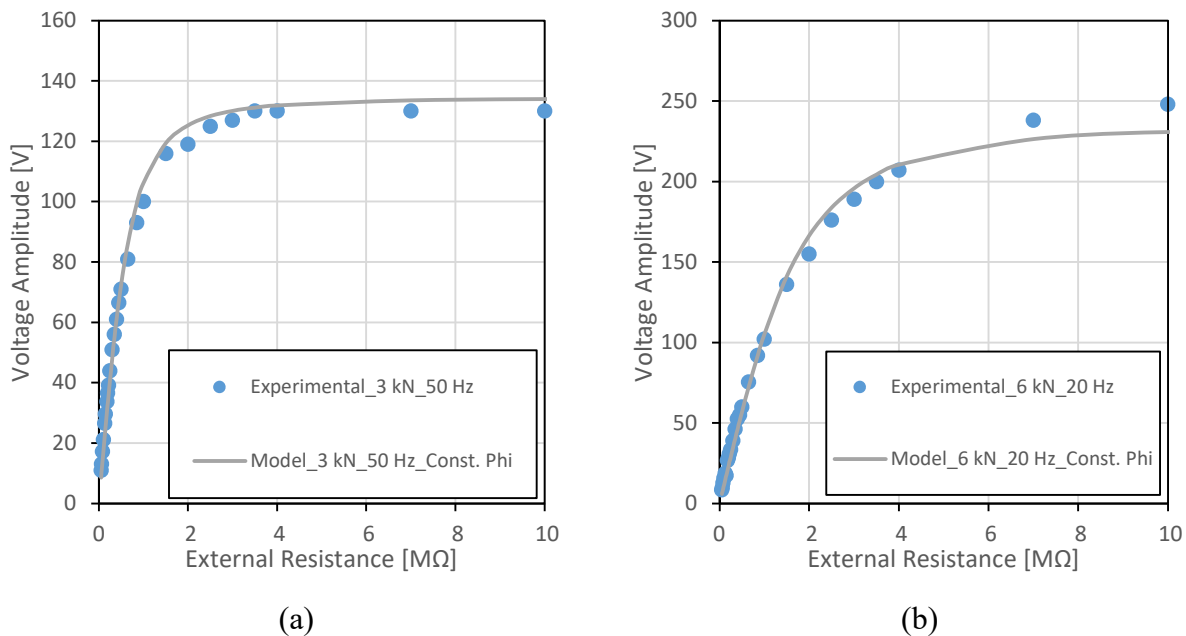 160
140
120
100
80
60
40
20
0
Voltage Amplitude [V]
Experimental_3 kN_50 Hz
Model_3 kN_50 Hz_Const. Phi
0 2 4 6 8 10
External Resistance [MΩ]
(a)
300
250
200
150
100
50
0
Voltage Amplitude [V]
Experimental_6 kN_20 Hz
Model_6 kN_20 Hz_Const. Phi
0 2 4 6 8 10
External Resistance [MΩ]
(b)